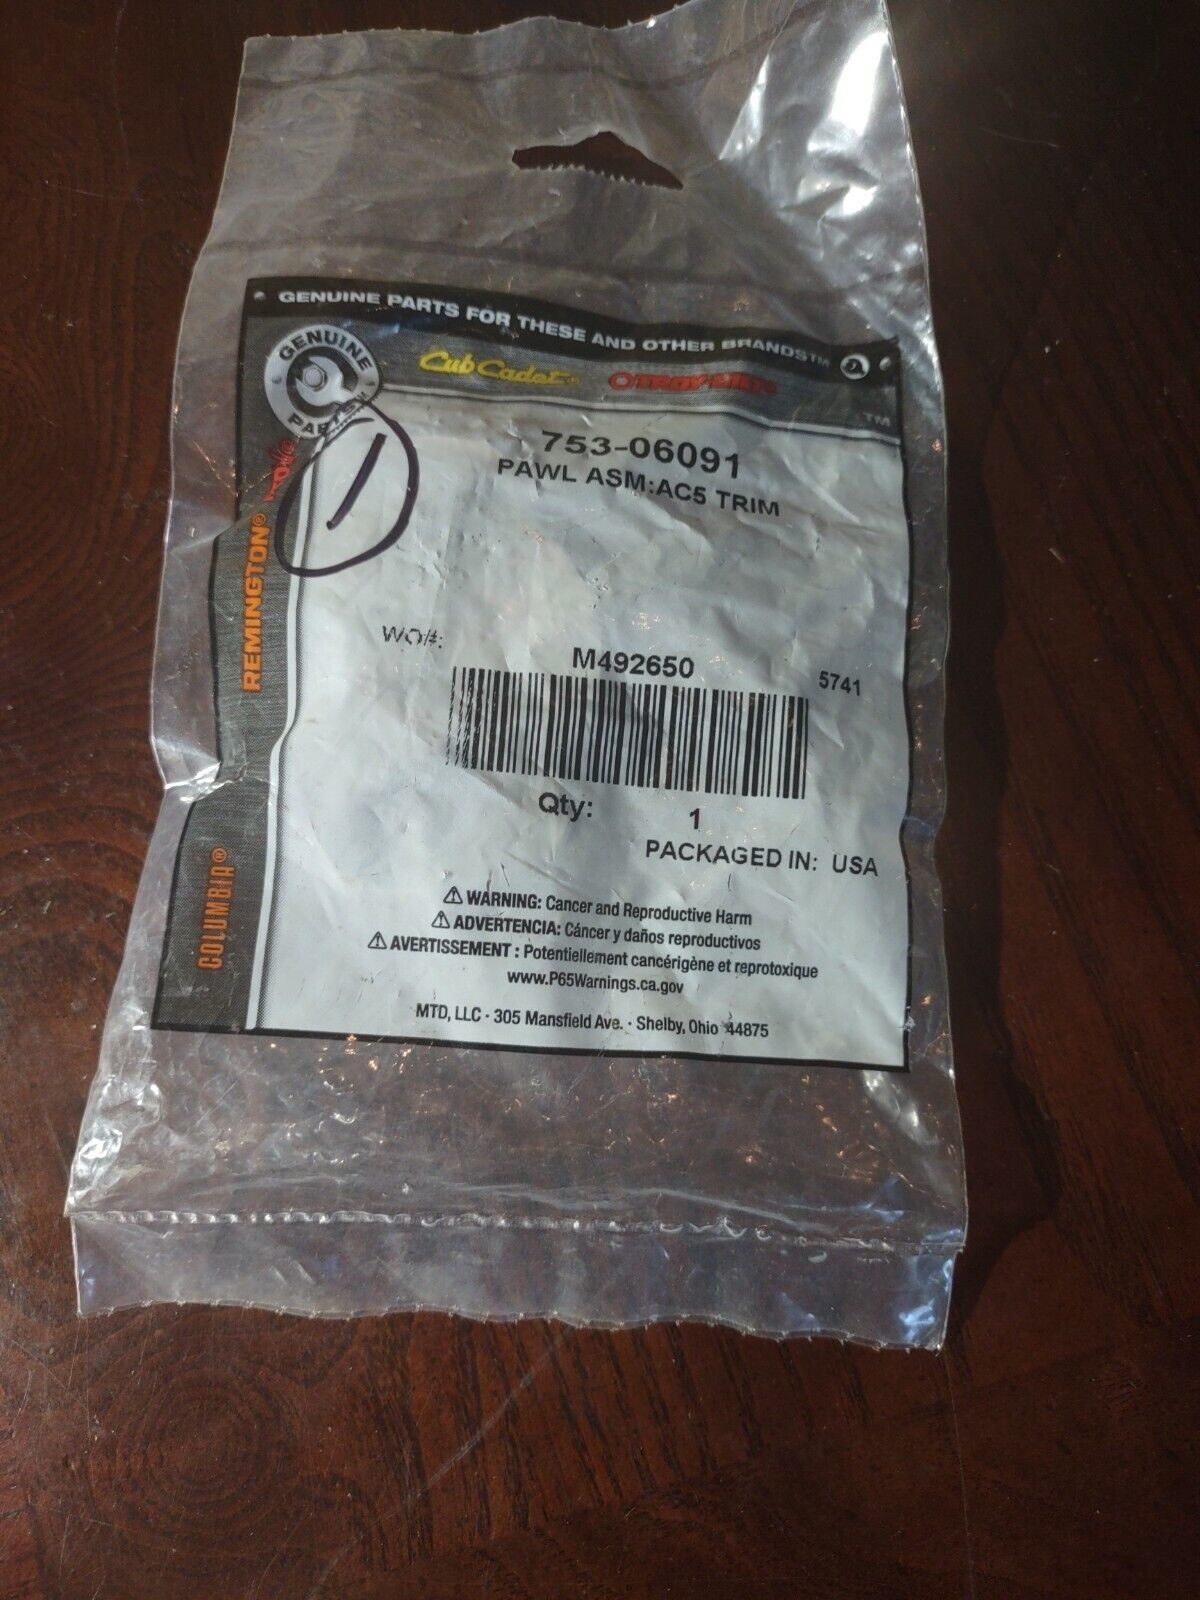 GENUINE PARTS FOR THESE AND OTHER BRANDS™
GENUINE
PARTS
Cub Cadet
TROY-BILT®
TM
753-06091
PAWL ASM:AC5 TRIM
1
REMINGTON®
WO#:
M492650
5741
Qty: 1
PACKAGED IN: USA
COLUMBIA®
⚠ WARNING: Cancer and Reproductive Harm
⚠ ADVERTENCIA: Cáncer y daños reproductivos
⚠ AVERTISSEMENT : Potentiellement cancérigène et reprotoxique
www.P65Warnings.ca.gov
MTD, LLC · 305 Mansfield Ave. · Shelby, Ohio 44875